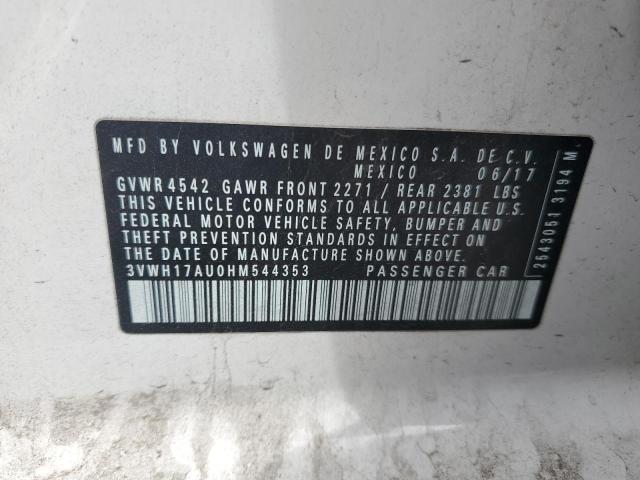 MFD BY VOLKSWAGEN DE MEXICO S.A. DE C.V.
MEXICO 06/17
GVWR 4542 GAWR FRONT 2271 / REAR 2381 LBS
THIS VEHICLE CONFORMS TO ALL APPLICABLE U.S.
FEDERAL MOTOR VEHICLE SAFETY, BUMPER AND
THEFT PREVENTION STANDARDS IN EFFECT ON
THE DATE OF MANUFACTURE SHOWN ABOVE.
3VWH17AU0HM544353 PASSENGER CAR
2543051 3194 M.